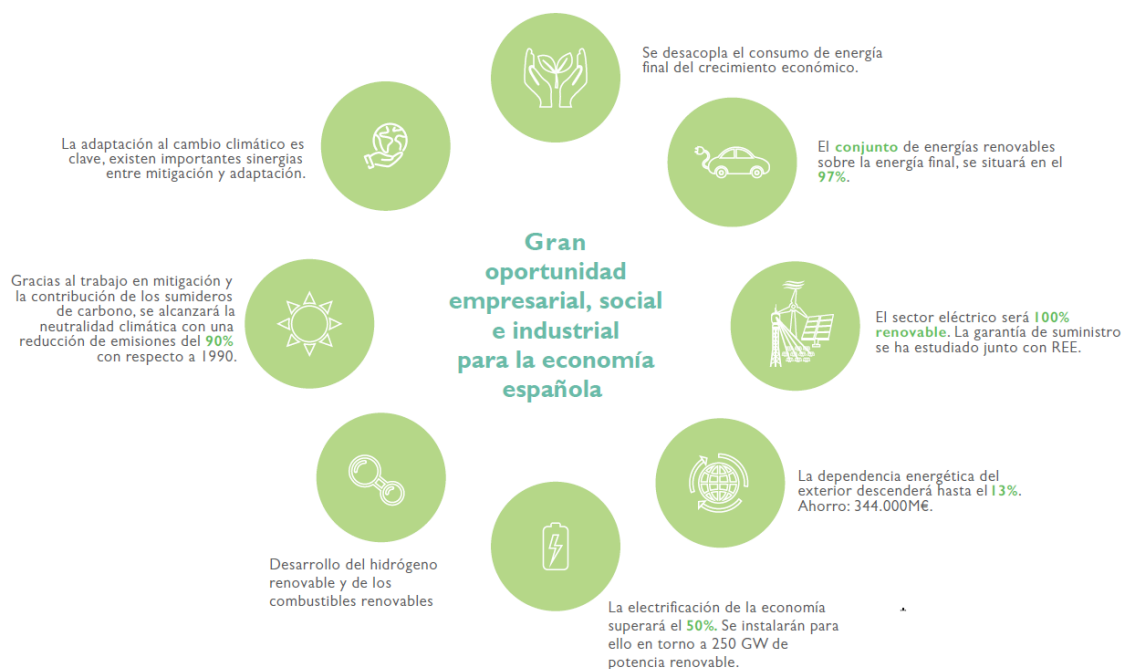 Se desacopla el consumo de energía
final del crecimiento económico.
El conjunto de energías renovables
sobre la energía final, se situará en el
97%.
El sector eléctrico será 100%
renovable. La garantía de suministro
se ha estudiado junto con REE.
La dependencia energética del
exterior descenderá hasta el 13%.
Ahorro: 344.000M€.
La electrificación de la economía
superará el 50%. Se instalarán para
ello en torno a 250 GW de
potencia renovable.
Desarrollo del hidrógeno
renovable y de los
combustibles renovables
Gracias al trabajo en mitigación y
la contribución de los sumideros
de carbono, se alcanzará la
neutralidad climática con una
reducción de emisiones del 90%
con respecto a 1990.
La adaptación al cambio climático es
clave, existen importantes sinergias
entre mitigación y adaptación.
Gran
oportunidad
empresarial, social
e industrial
para la economía
española